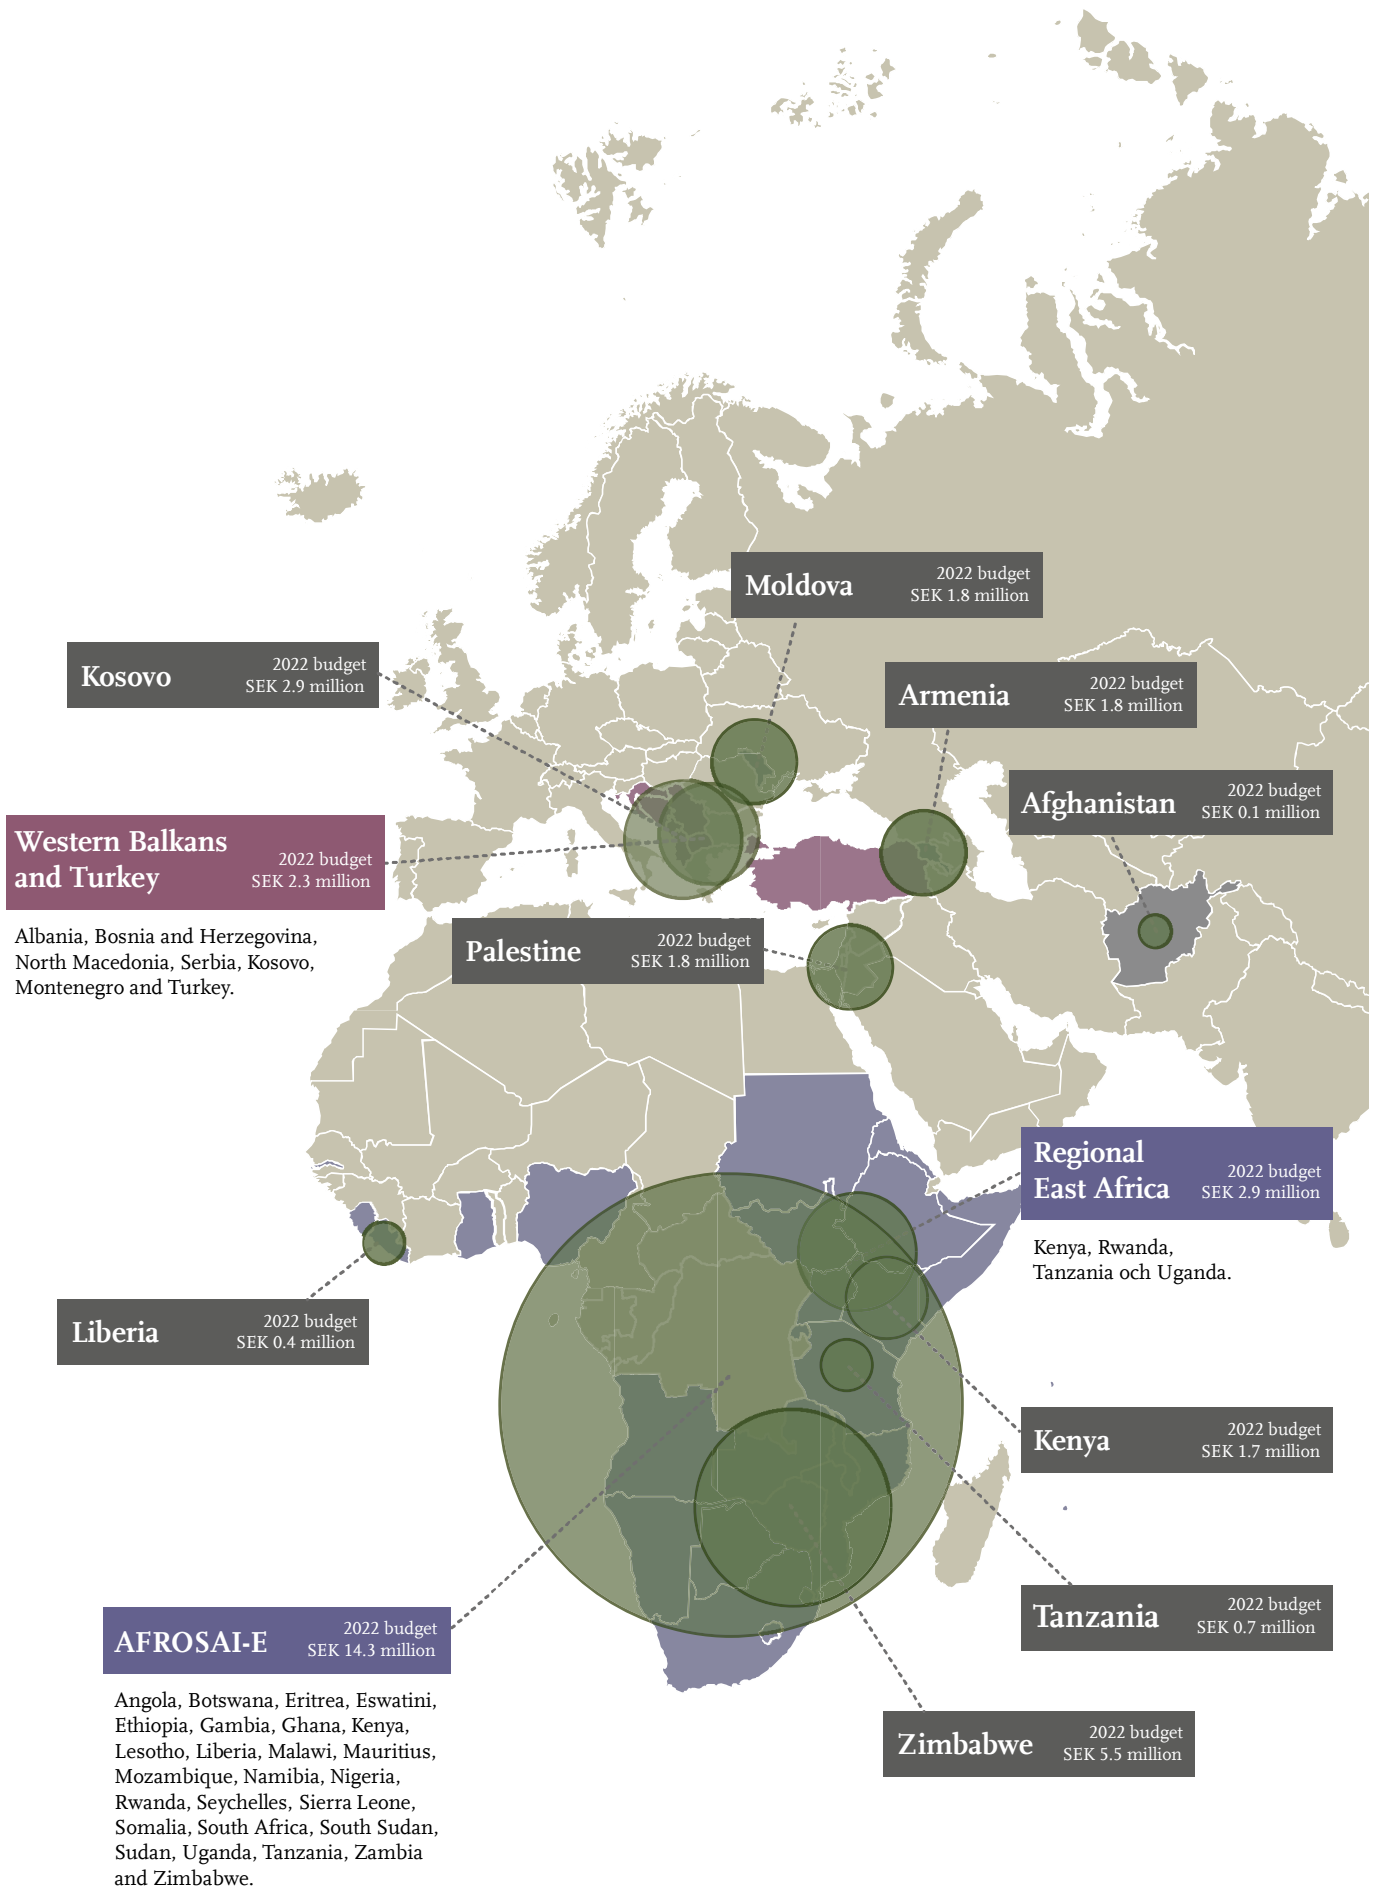 Moldova
2022 budget
SEK 1.8 million
Kosovo
2022 budget
SEK 2.9 million
Armenia
2022 budget
SEK 1.8 million
Afghanistan
2022 budget
SEK 0.1 million
Western Balkans
and Turkey
2022 budget
SEK 2.3 million
Albania, Bosnia and Herzegovina,
North Macedonia, Serbia, Kosovo,
Montenegro and Turkey.
Palestine
2022 budget
SEK 1.8 million
Regional
East Africa
2022 budget
SEK 2.9 million
Kenya, Rwanda,
Tanzania och Uganda.
Liberia
2022 budget
SEK 0.4 million
Kenya
2022 budget
SEK 1.7 million
Tanzania
2022 budget
SEK 0.7 million
AFROSAI-E
2022 budget
SEK 14.3 million
Angola, Botswana, Eritrea, Eswatini,
Ethiopia, Gambia, Ghana, Kenya,
Lesotho, Liberia, Malawi, Mauritius,
Mozambique, Namibia, Nigeria,
Rwanda, Seychelles, Sierra Leone,
Somalia, South Africa, South Sudan,
Sudan, Uganda, Tanzania, Zambia
and Zimbabwe.
Zimbabwe
2022 budget
SEK 5.5 million